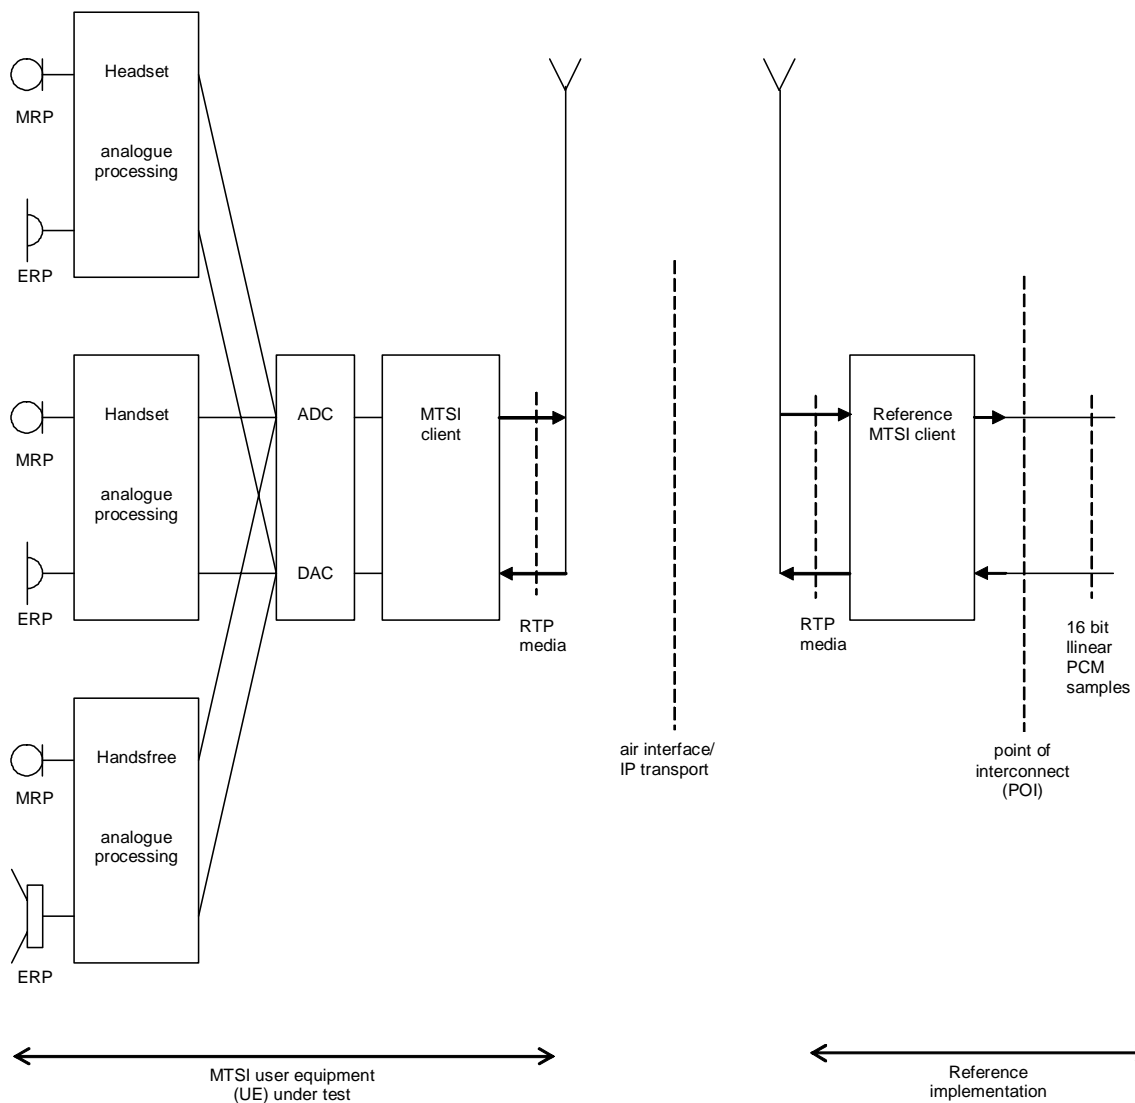 Headset
MRP
analogue
processing
ERP
Handset
MRP
analogue
processing
ERP
ADC
DAC
MTSI
client
RTP
media
Handsfree
MRP
analogue
processing
ERP
air interface/
IP transport
Reference
MTSI client
RTP
media
16 bit
llinear
PCM
samples
point of
interconnect
(POI)
MTSI user equipment
(UE) under test
Reference
implementation